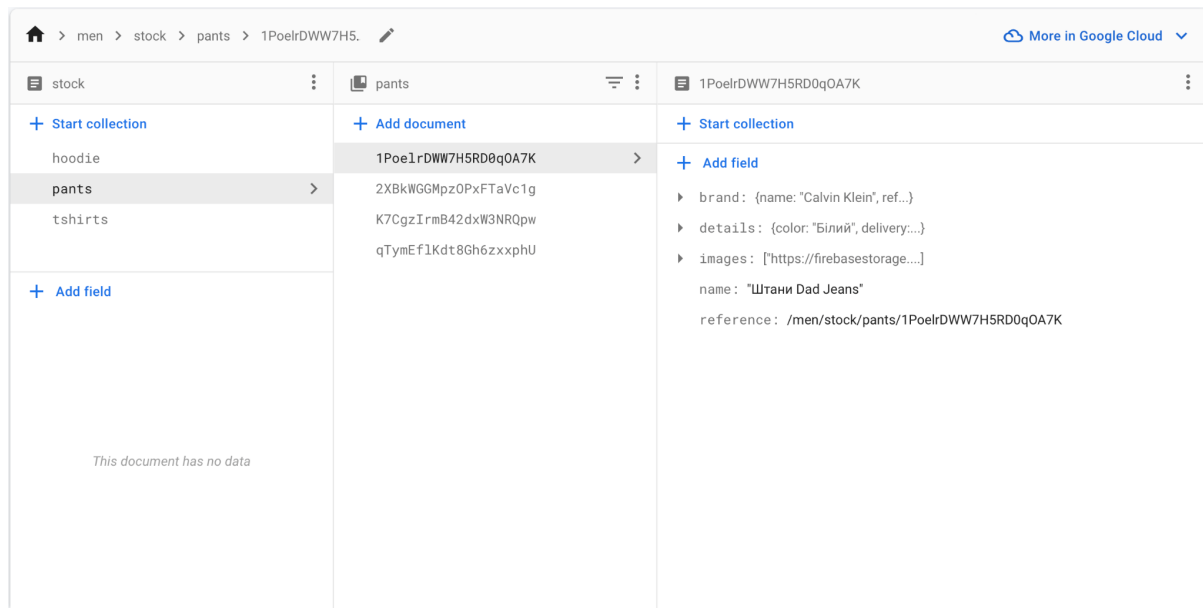 men > stock > pants > 1PoelrDWW7H5.
More in Google Cloud
stock
+ Start collection
hoodie
pants
tshirts
+ Add field
This document has no data
pants
+ Add document
1PoelrDWW7H5RD0qOA7K
2XBkWGGMpzOPxFTaVc1g
K7CgzIrmB42dxW3NRQpw
qTymEflKdt8Gh6zxxphU
1PoelrDWW7H5RD0qOA7K
+ Start collection
+ Add field
brand: {name: "Calvin Klein", ref...}
details: {color: "Білий", delivery:...}
images: ["https://firebasestorage....]
name: "Штани Dad Jeans"
reference: /men/stock/pants/1PoelrDWW7H5RD0qOA7K